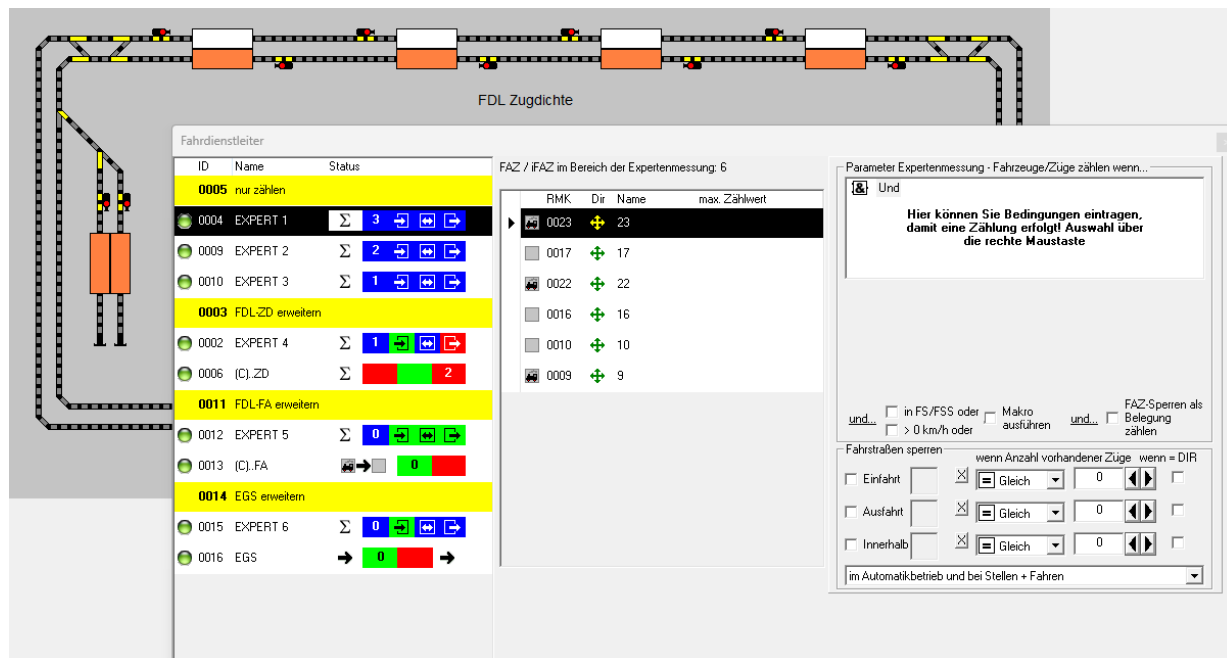 FDL Zugdichte
Fahrdienstleiter
ID Name Status
0005 nur zählen
0004 EXPERT 1 Σ 3
0009 EXPERT 2 Σ 2
0010 EXPERT 3 Σ 1
0003 FDL-ZD erweitern
0002 EXPERT 4 Σ 1
0006 (C)..ZD Σ 2
0011 FDL-FA erweitern
0012 EXPERT 5 Σ 0
0013 (C)..FA 0
0014 EGS erweitern
0015 EXPERT 6 Σ 0
0016 EGS 0
FAZ / iFAZ im Bereich der Expertenmessung: 6
RMK Dir Name max. Zählwert
0023 23
0017 17
0022 22
0016 16
0010 10
0009 9
Parameter Expertenmessung - Fahrzeuge/Züge zählen wenn...
& Und
Hier können Sie Bedingungen eintragen,
damit eine Zählung erfolgt! Auswahl über
die rechte Maustaste
und... in FS/FSS oder
> 0 km/h oder
Makro
ausführen
und... FAZ-Sperren als
Belegung
zählen
Fahrstraßen sperren
wenn Anzahl vorhandener Züge wenn = DIR
Einfahrt X = Gleich 0
Ausfahrt X = Gleich 0
Innerhalb X = Gleich 0
im Automatikbetrieb und bei Stellen + Fahren